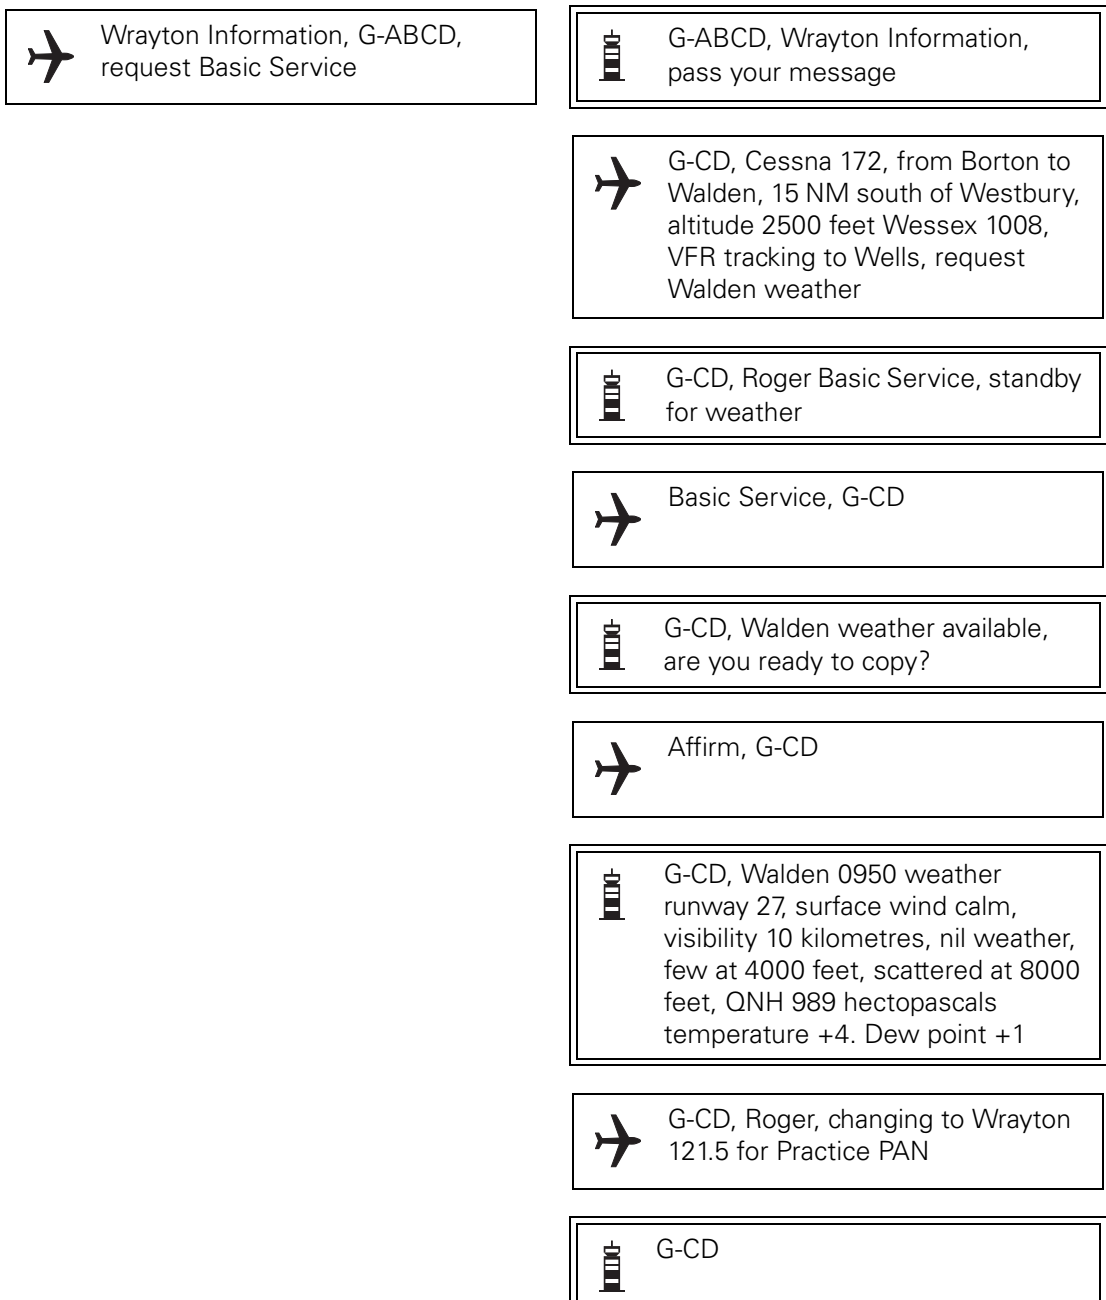 Wrayton Information, G-ABCD,
request Basic Service
G-ABCD, Wrayton Information,
pass your message
G-CD, Cessna 172, from Borton to
Walden, 15 NM south of Westbury,
altitude 2500 feet Wessex 1008,
VFR tracking to Wells, request
Walden weather
G-CD, Roger Basic Service, standby
for weather
Basic Service, G-CD
G-CD, Walden weather available,
are you ready to copy?
Affirm, G-CD
G-CD, Walden 0950 weather
runway 27, surface wind calm,
visibility 10 kilometres, nil weather,
few at 4000 feet, scattered at 8000
feet, QNH 989 hectopascals
temperature +4. Dew point +1
G-CD, Roger, changing to Wrayton
121.5 for Practice PAN
G-CD